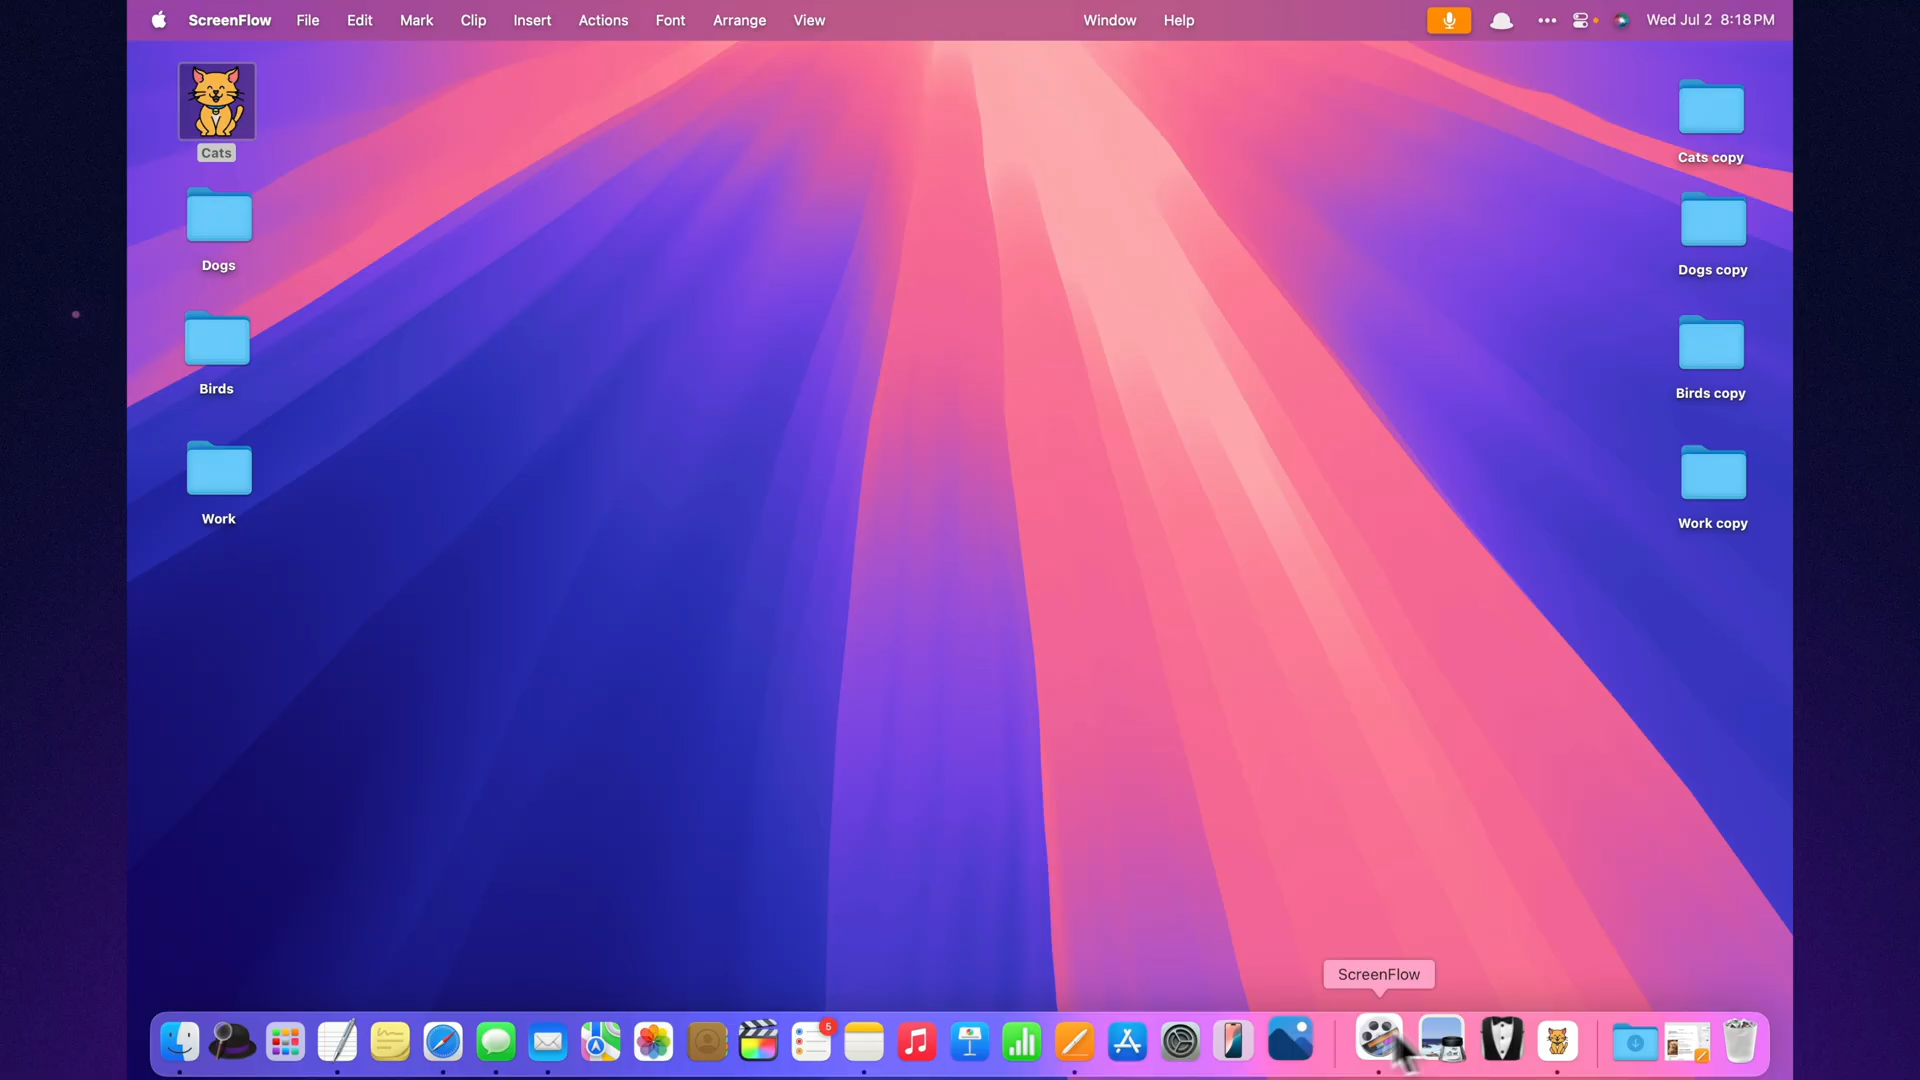 ScreenFlow File Edit Mark Clip Insert Actions Font Arrange View Window Help Wed Jul 2 8:18 PM
Cats
Cats copy
Dogs
Dogs copy
Birds
Birds copy
Work
Work copy
ScreenFlow
5